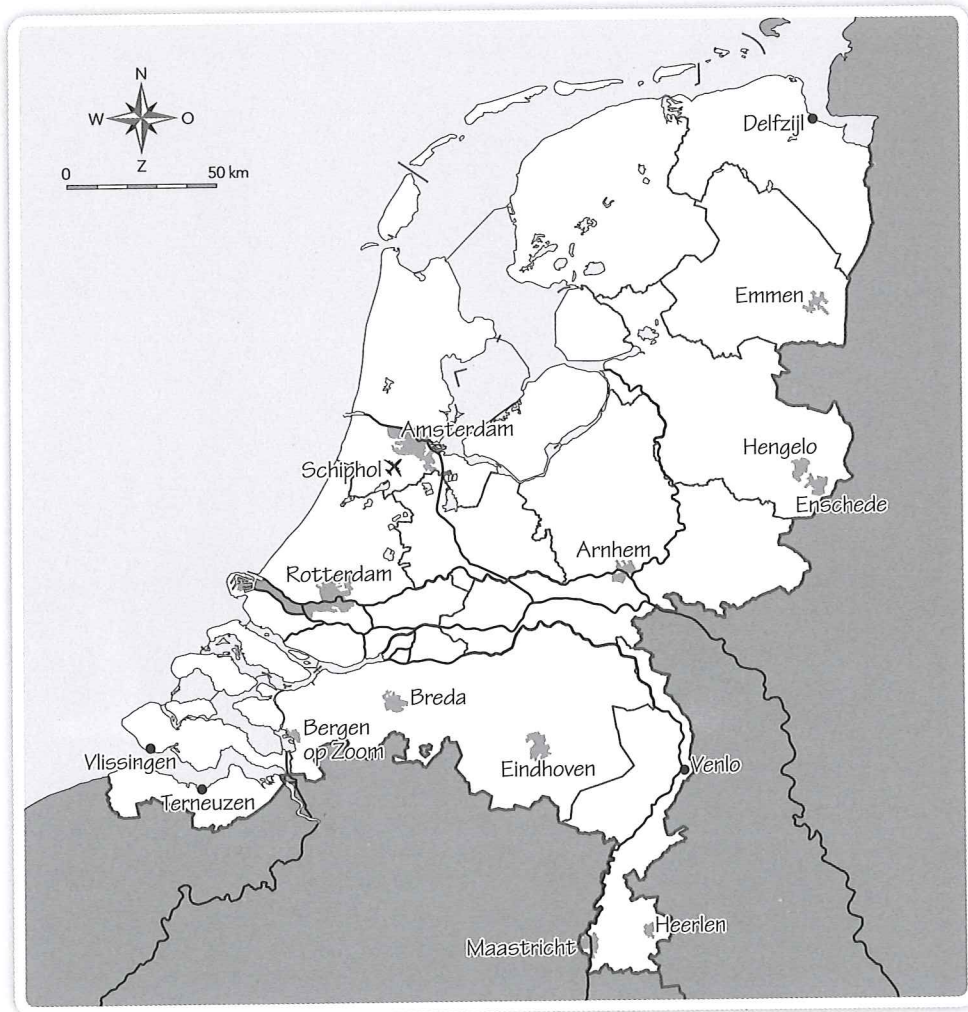 N
W O
Z
0 50 km
Delfzijl
Emmen
Amsterdam
Schiphol
Hengelo
Enschede
Arnhem
Rotterdam
Breda
Bergen
op Zoom
Vlissingen
Eindhoven
Venlo
Terneuzen
Heerlen
Maastricht